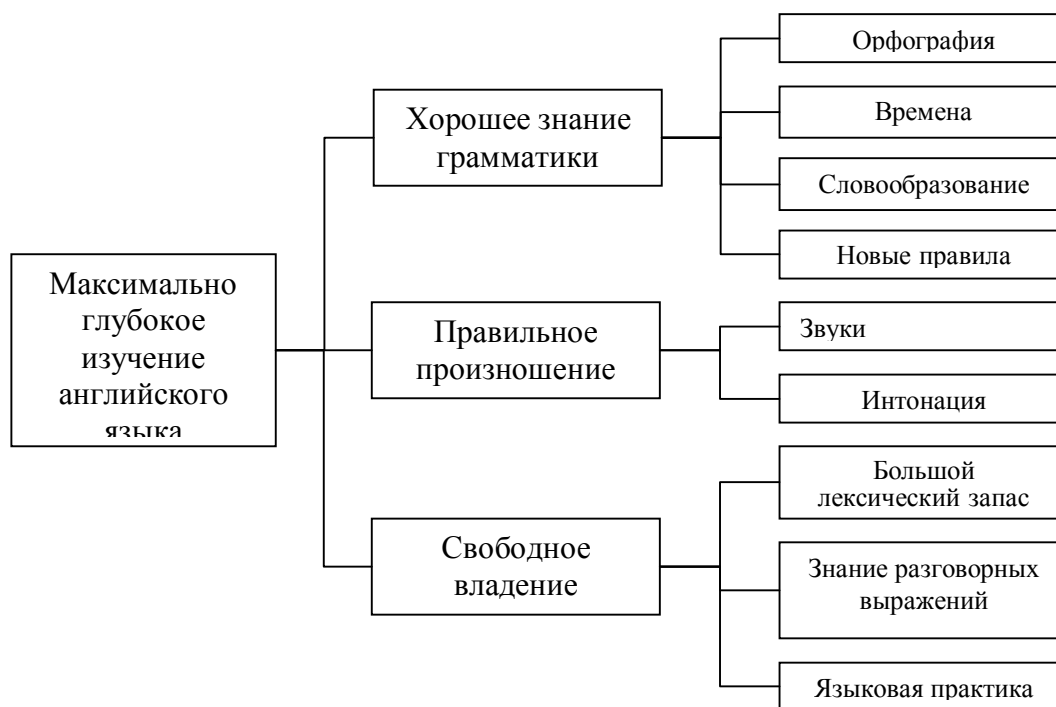 Максимально
глубокое
изучение
английского
языка
Хорошее знание
грамматики
Орфография
Времена
Словообразование
Новые правила
Правильное
произношение
Звуки
Интонация
Свободное
владение
Большой
лексический запас
Знание разговорных
выражений
Языковая практика